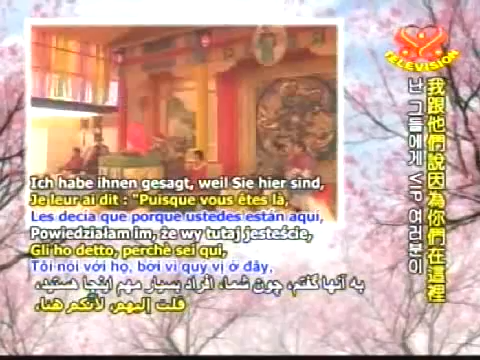 TELEVISION
Ich habe ihnen gesagt, weil Sie hier sind,
Je leur ai dit : "Puisque vous êtes là,
Les decía que porque ustedes están aquí,
Powiedziałam im, że wy tutaj jesteście,
Gli ho detto, perchè sei qui,
Tôi nói với họ, bởi vì quý vị ở đây,
به آنها گفتم، چون شما، افراد بسیار مهم اینجا هستید،
قلت إليهم، لأنكم هنا،
我跟他們說因為你們在這裡
난 그들에게 VIP 여러분이